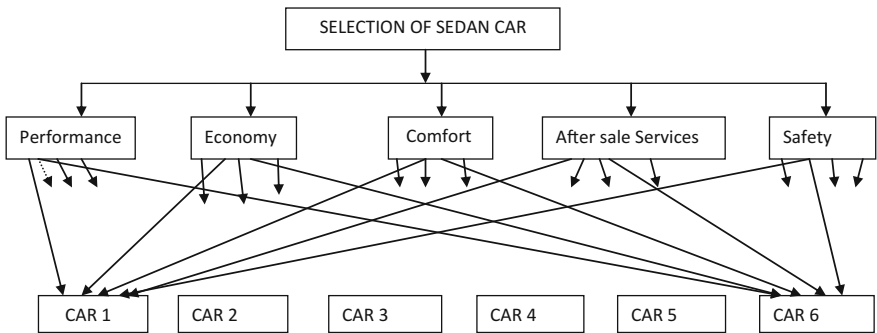 SELECTION OF SEDAN CAR
Performance
Economy
Comfort
After sale Services
Safety
CAR 1
CAR 2
CAR 3
CAR 4
CAR 5
CAR 6